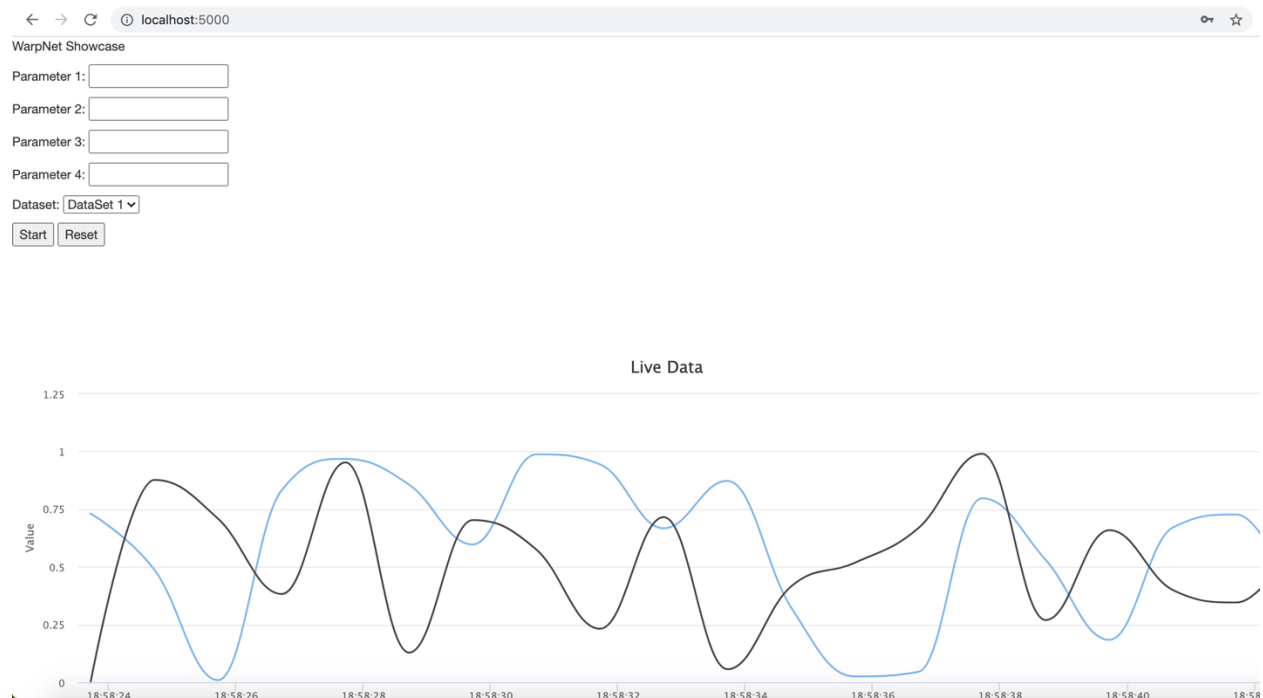 localhost:5000
WarpNet Showcase
Parameter 1:
Parameter 2:
Parameter 3:
Parameter 4:
Dataset: DataSet 1
Start Reset
Live Data
1.25
1
0.75
0.5
0.25
0
Value
18:58:24 18:58:26 18:58:28 18:58:30 18:58:32 18:58:34 18:58:36 18:58:38 18:58:40 18:58